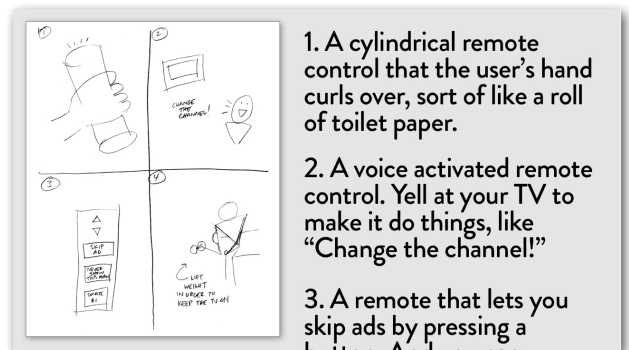 1
2
CHANGE
THE
CHANNEL!
3
SKIP
AD
NEVER
SHOW
THIS AGAIN
DONATE
$1
4
LIFT
WEIGHT
IN ORDER TO
KEEP THE TV ON
1. A cylindrical remote
control that the user’s hand
curls over, sort of like a roll
of toilet paper.
2. A voice activated remote
control. Yell at your TV to
make it do things, like
“Change the channel!”
3. A remote that lets you
skip ads by pressing a